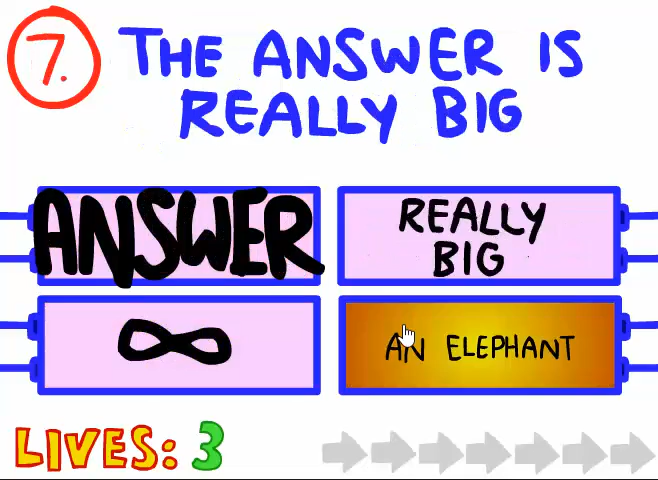 7. THE ANSWER IS
REALLY BIG
ANSWER
REALLY
BIG
∞
AN ELEPHANT
LIVES: 3